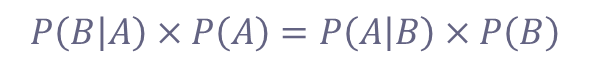 P(B|A) × P(A) = P(A|B) × P(B)